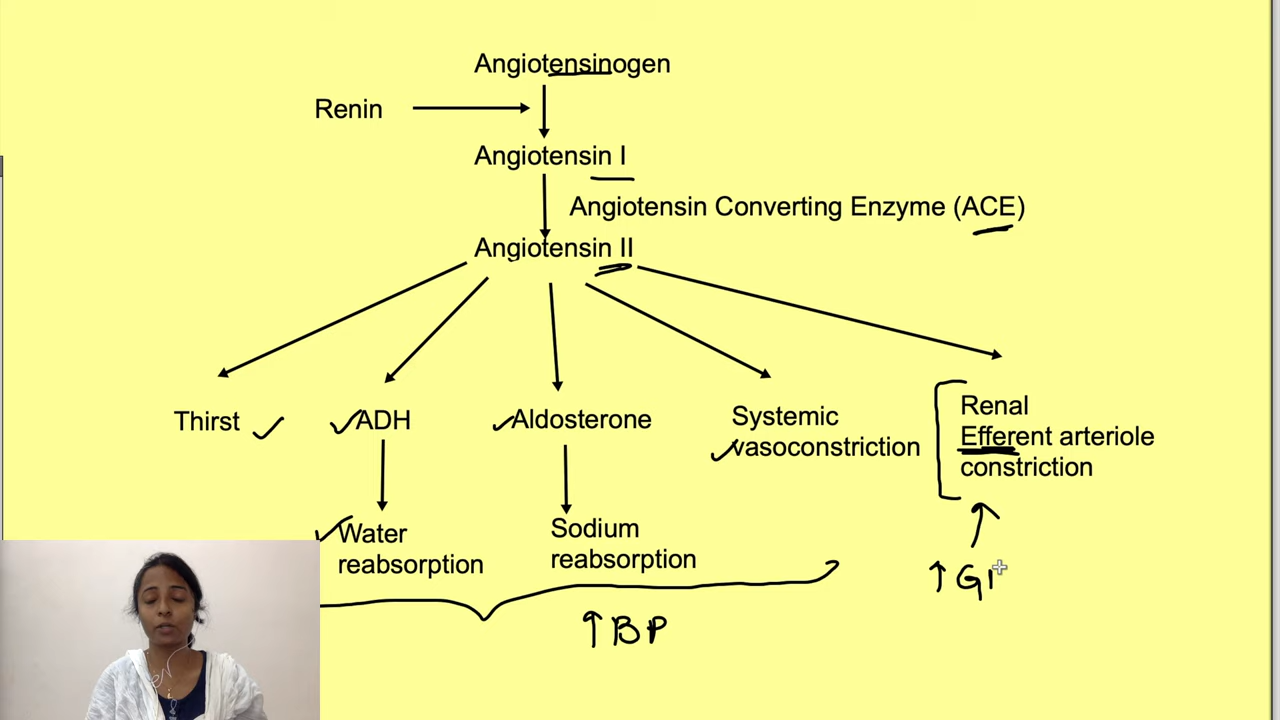 Angiotensinogen
Renin
Angiotensin I
Angiotensin Converting Enzyme (ACE)
Angiotensin II
Thirst
ADH
Aldosterone
Systemic
vasoconstriction
Renal
Efferent arteriole
constriction
Water
reabsorption
Sodium
reabsorption
↑ BP
↑ GI